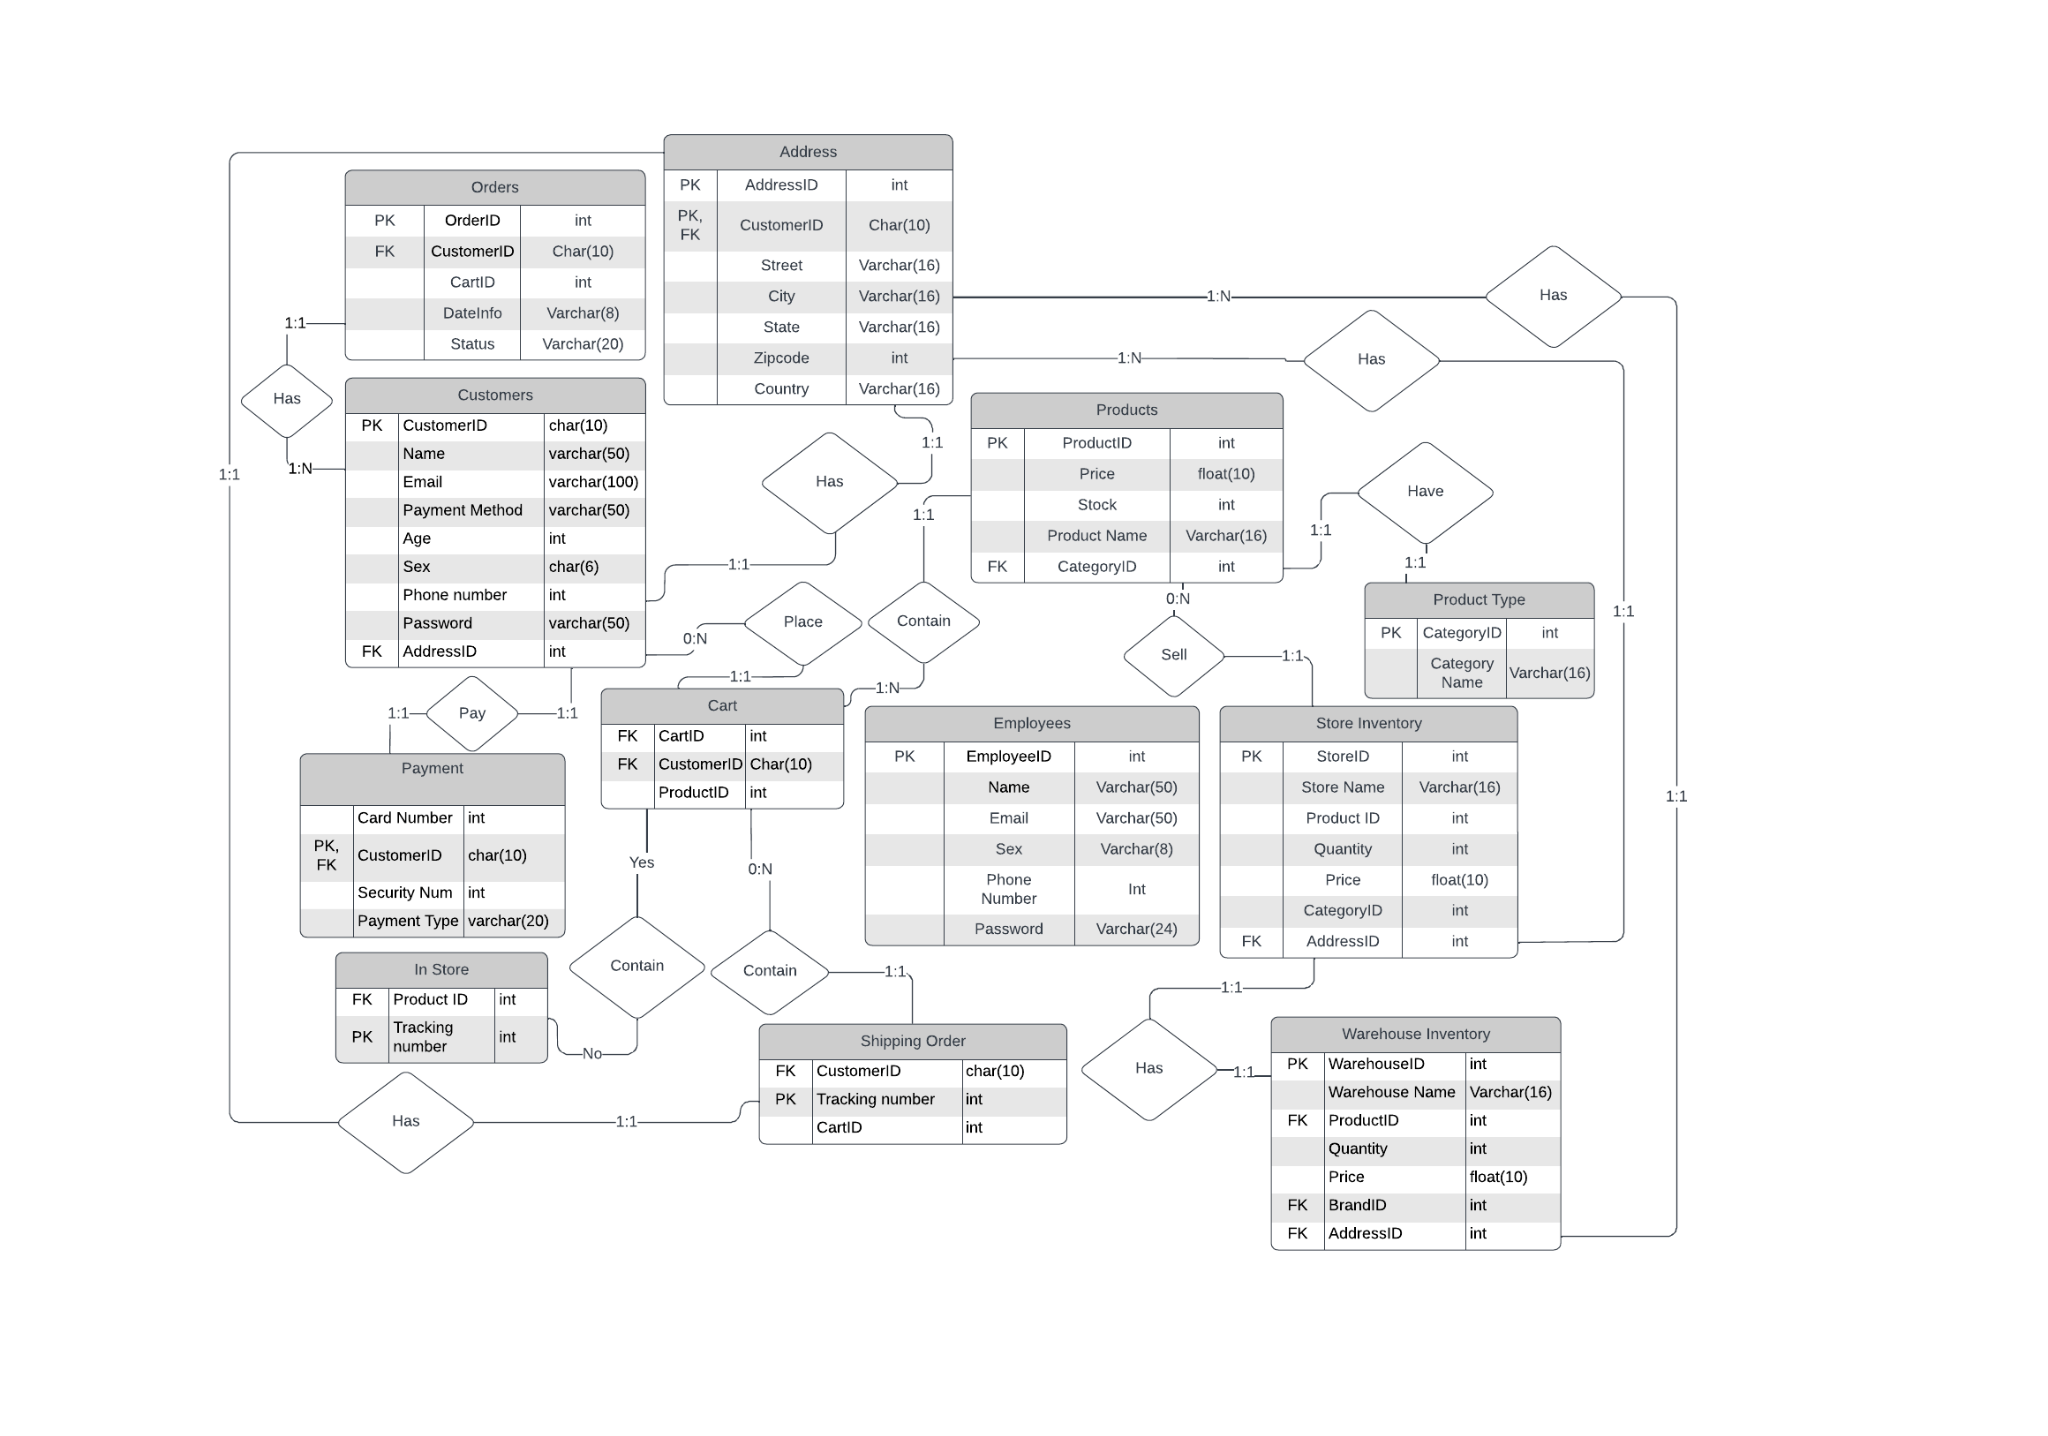 Address
PK AddressID int
PK, FK CustomerID Char(10)
Street Varchar(16)
City Varchar(16)
State Varchar(16)
Zipcode int
Country Varchar(16)
Orders
PK OrderID int
FK CustomerID Char(10)
CartID int
DateInfo Varchar(8)
Status Varchar(20)
1:1
Has
1:N
1:1
Customers
PK CustomerID char(10)
Name varchar(50)
Email varchar(100)
Payment Method varchar(50)
Age int
Sex char(6)
Phone number int
Password varchar(50)
FK AddressID int
1:N
Has
1:N
Has
1:1
Has
1:1
Products
PK ProductID int
Price float(10)
Stock int
Product Name Varchar(16)
FK CategoryID int
1:1
Have
1:1
1:1
Product Type
PK CategoryID int
Category Name Varchar(16)
1:1
1:1
0:N
Place
1:1
Contain
1:N
0:N
Sell
1:1
1:1
Pay
1:1
Cart
FK CartID int
FK CustomerID Char(10)
ProductID int
Employees
PK EmployeeID int
Name Varchar(50)
Email Varchar(50)
Sex Varchar(8)
Phone Number Int
Password Varchar(24)
Store Inventory
PK StoreID int
Store Name Varchar(16)
Product ID int
Quantity int
Price float(10)
CategoryID int
FK AddressID int
Payment
Card Number int
PK, FK CustomerID char(10)
Security Num int
Payment Type varchar(20)
Yes
Contain
No
0:N
Contain
1:1
In Store
FK Product ID int
PK Tracking number int
Shipping Order
FK CustomerID char(10)
PK Tracking number int
CartID int
Has
1:1
1:1
Has
1:1
Warehouse Inventory
PK WarehouseID int
Warehouse Name Varchar(16)
FK ProductID int
Quantity int
Price float(10)
FK BrandID int
FK AddressID int